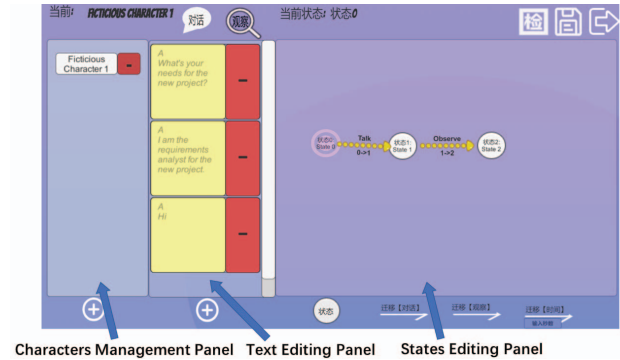 当前: FICTICIOUS CHARACTER 1
对话
观察
当前状态: 状态0
检
Ficticious
Character 1
-
A
What's your
needs for the
new project?
-
A
I am the
requirements
analyst for the
new project.
-
A
Hi
-
状态0:
State 0
Talk
0->1
状态1:
State 1
Observe
1->2
状态2:
State 2
状态
迁移【对话】
迁移【观察】
迁移【时间】
Characters Management Panel
Text Editing Panel
States Editing Panel